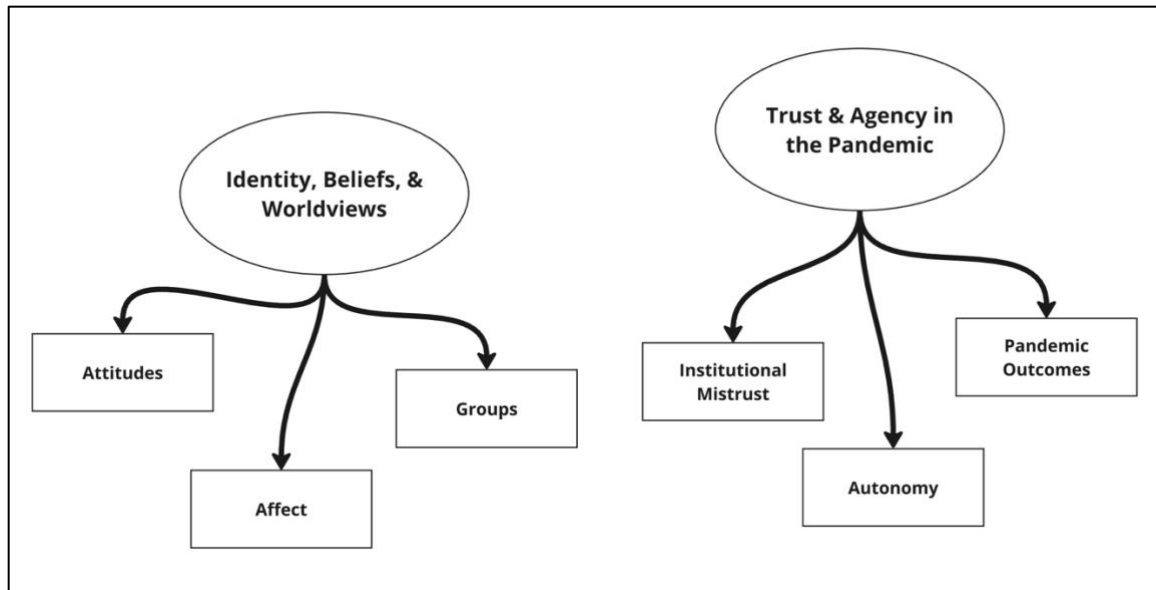 Identity, Beliefs, &
Worldviews
Attitudes
Affect
Groups
Trust & Agency in
the Pandemic
Institutional
Mistrust
Autonomy
Pandemic
Outcomes